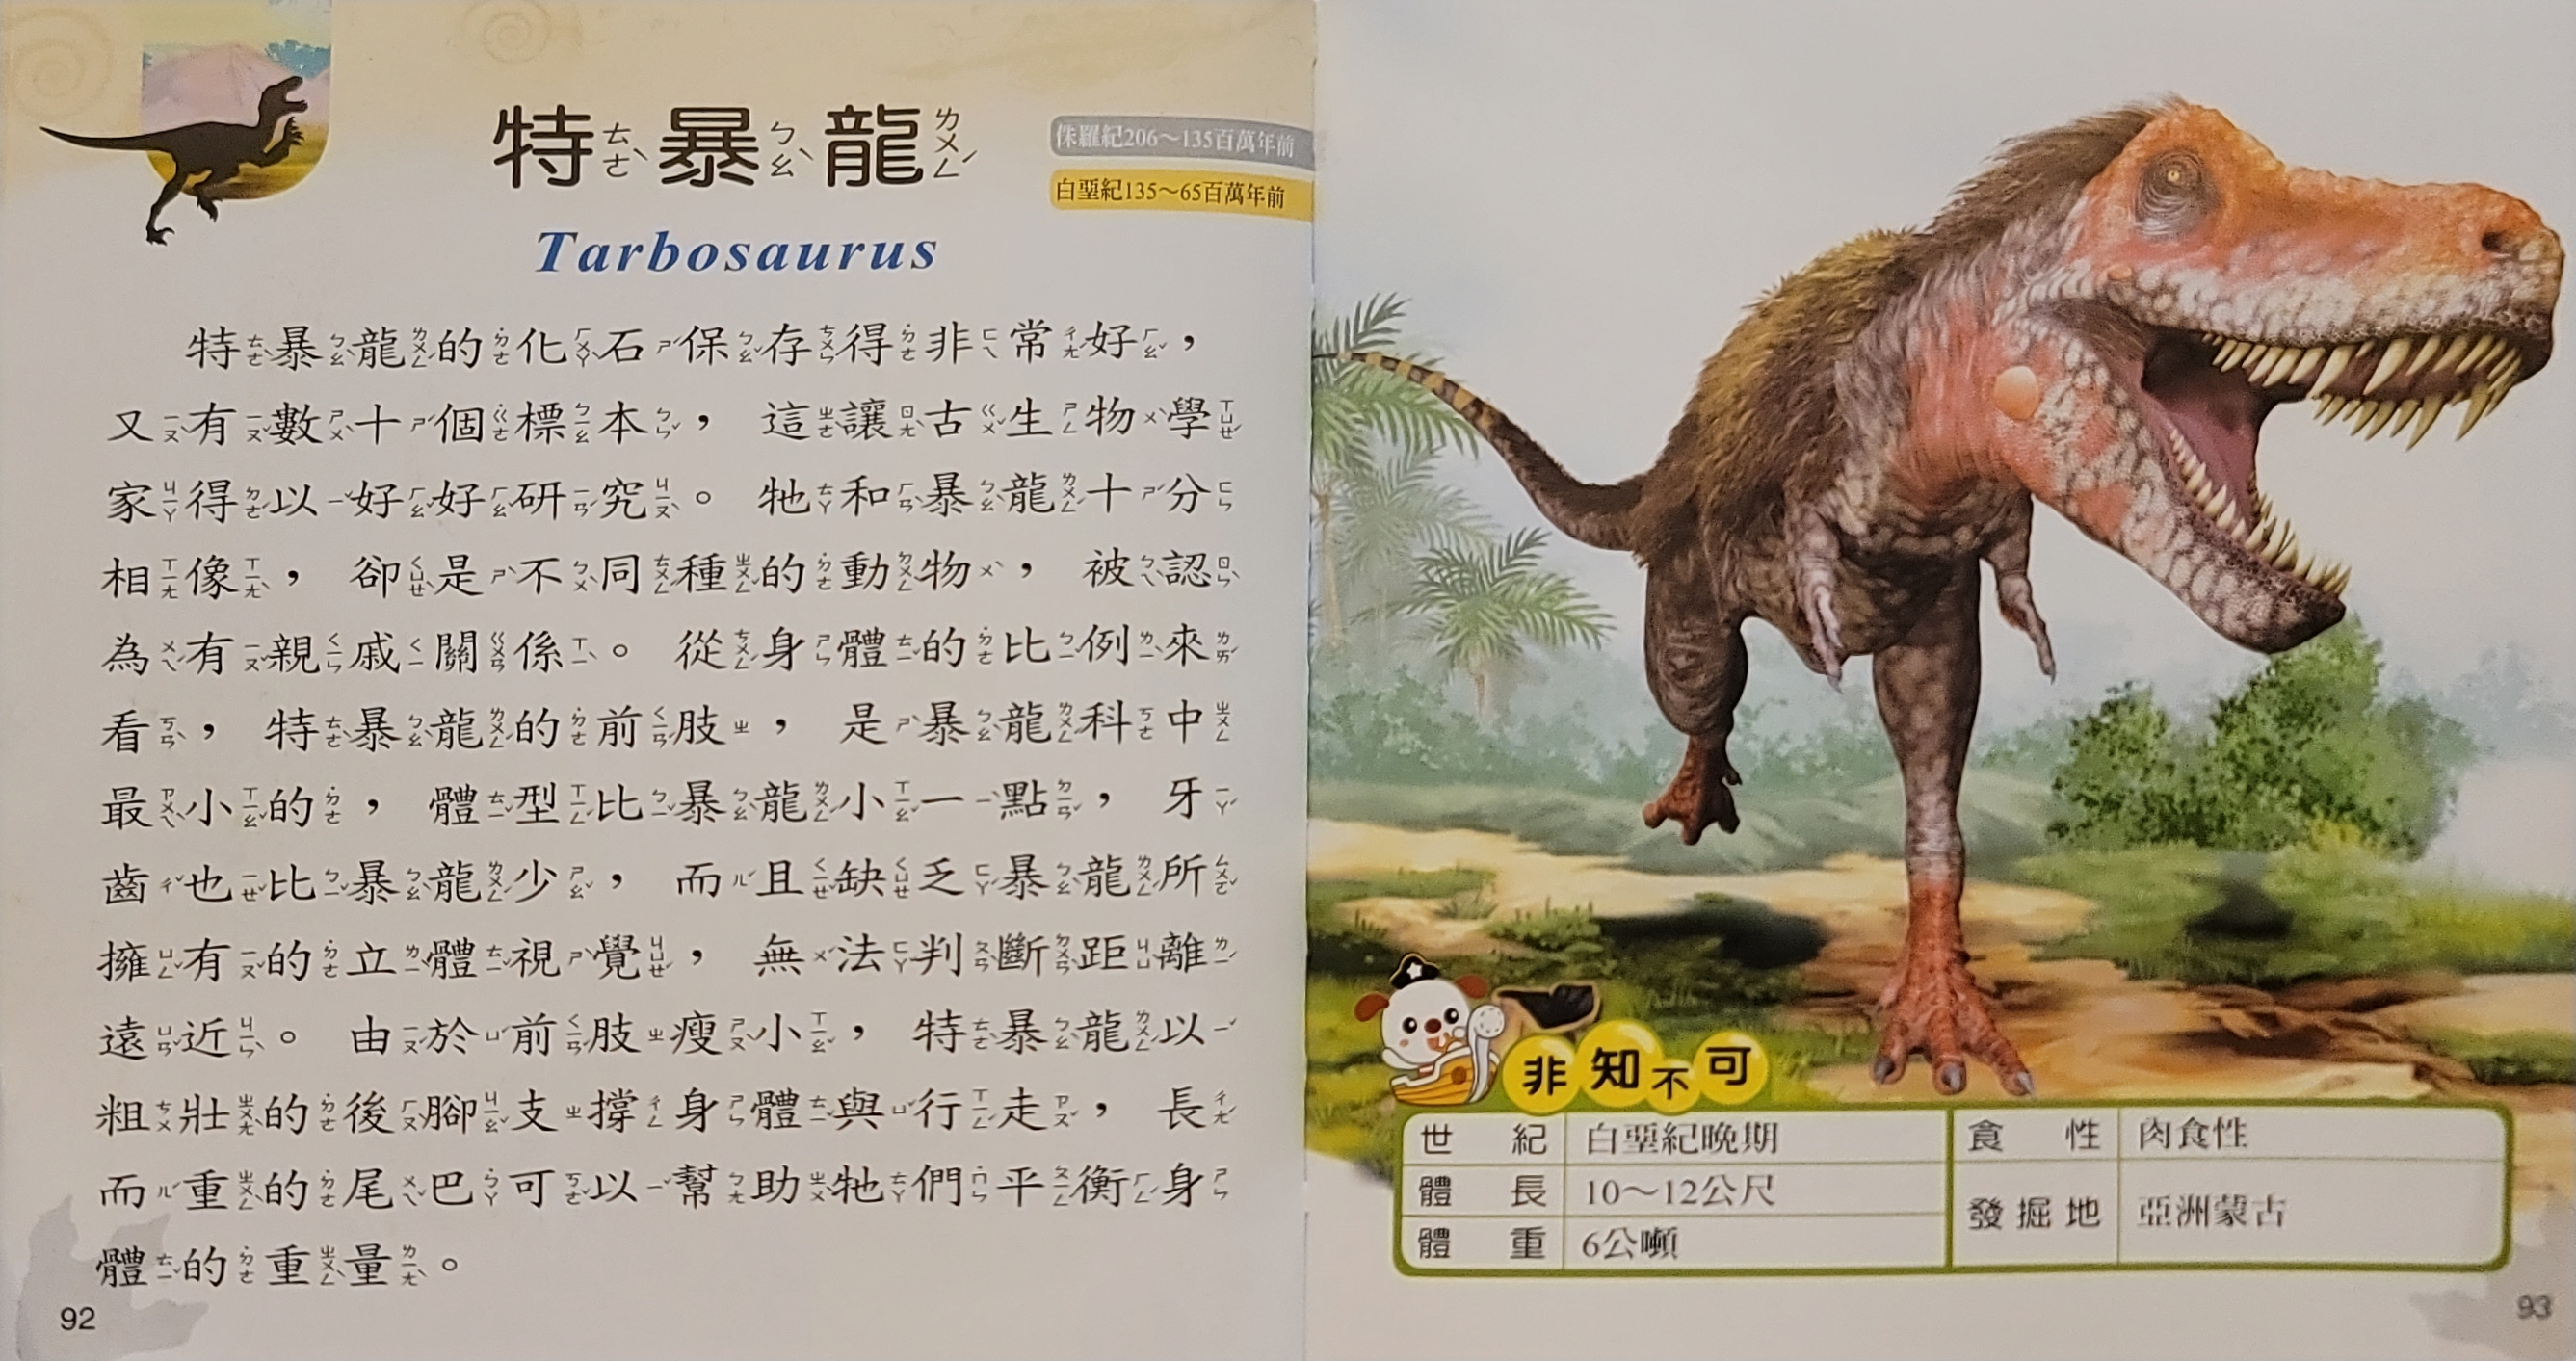 特暴龍
ㄊㄜˋ ㄅㄠˋ ㄌㄨㄥˊ
侏羅紀206～135百萬年前
白堊紀135～65百萬年前
Tarbosaurus
特暴龍的化石保存得非常好，
又有數十個標本，這讓古生物學
家得以好好研究。牠和暴龍十分
相像，卻是不同種的動物，被認
為有親戚關係。從身體的比例來
看，特暴龍的前肢，是暴龍科中
最小的，體型比暴龍小一點，牙
齒也比暴龍少，而且缺乏暴龍所
擁有的立體視覺，無法判斷距離
遠近。由於前肢瘦小，特暴龍以
粗壯的後腳支撐身體與行走，長
而重的尾巴可以幫助牠們平衡身
體的重量。
92
非知不可
世紀 白堊紀晚期
體長 10～12公尺
體重 6公噸
食性 肉食性
發掘地 亞洲蒙古
93